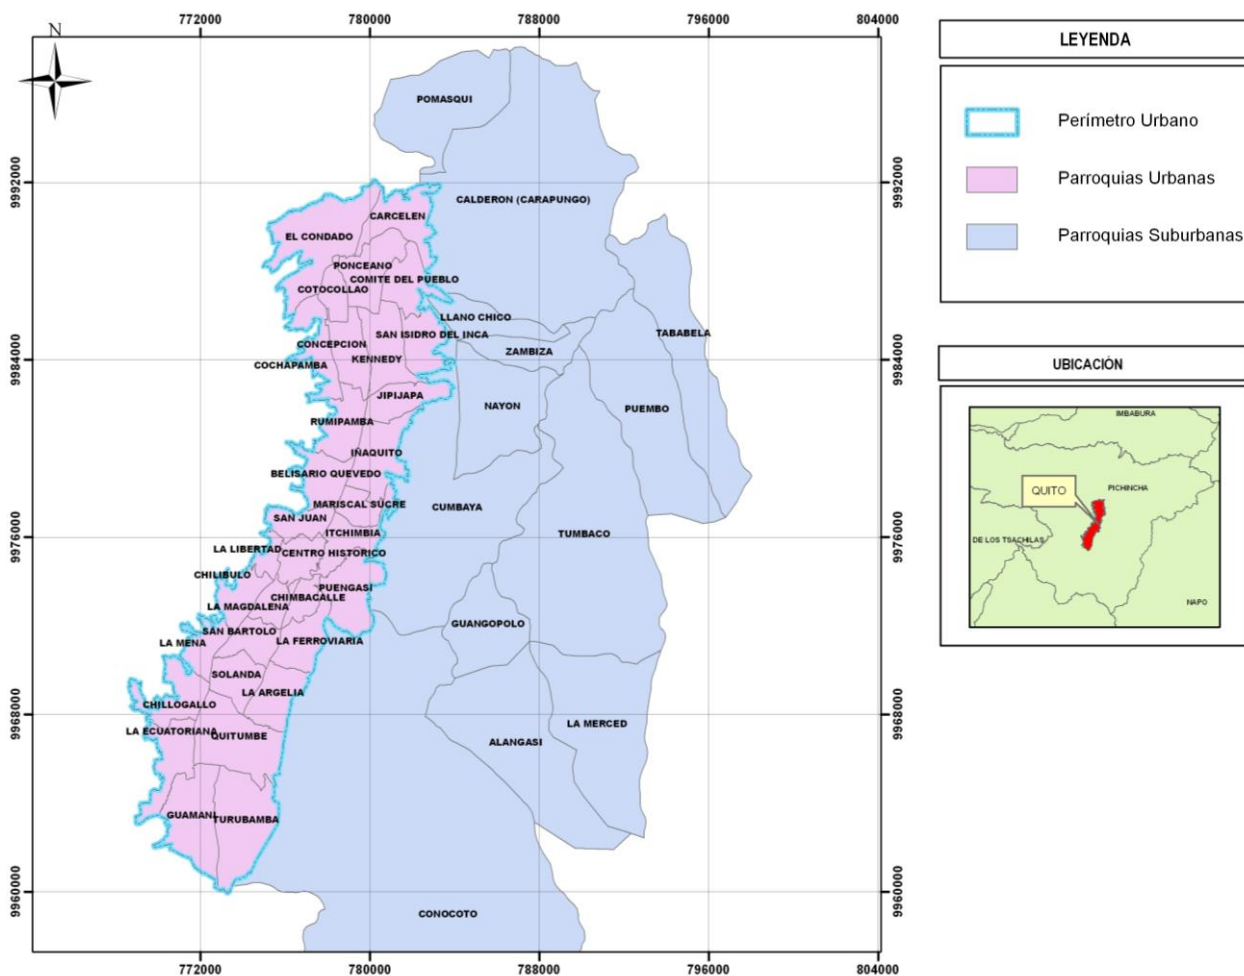 772000 780000 788000 796000 804000
N
LEYENDA
POMASQUI
Perímetro Urbano
9992000 9992000
Parroquias Urbanas
CALDERON (CARAPUNGO)
CARCELEN
EL CONDADO
Parroquias Suburbanas
PONCEANO
COMITE DEL PUEBLO
COTOCOLLAO
LLANO CHICO
SAN ISIDRO DEL INCA
TABABELA
CONCEPCION
ZAMBIZA
KENNEDY
9984000 9984000
COCHAPAMBA
UBICACIÓN
JIPIJAPA
NAYON
PUEMBO
RUMIPAMBA
IÑAQUITO
BELISARIO QUEVEDO
MARISCAL SUCRE
CUMBAYA
SAN JUAN
ITCHIMBIA
TUMBACO
9976000 9976000
LA LIBERTAD
CENTRO HISTORICO
CHILIBULO
PUENGASI
CHIMBACALLE
LA MAGDALENA
GUANGOPOLO
SAN BARTOLO
LA MENA
LA FERROVIARIA
SOLANDA
LA ARGELIA
CHILLOGALLO
9968000 9968000
LA MERCED
LA ECUATORIANA
QUITUMBE
ALANGASI
GUAMANI
TURUBAMBA
9960000 9960000
CONOCOTO
772000 780000 788000 796000 804000
IMBABURA
PICHINCHA
QUITO
DE LOS TSACHILAS
NAPO